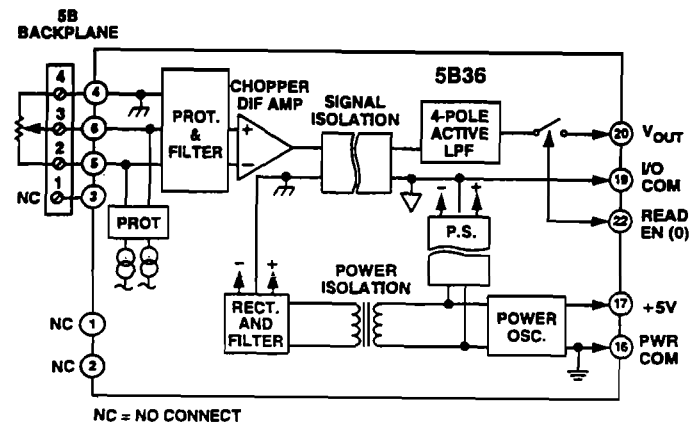 5B
BACKPLANE
4
3
2
1
NC
4
6
5
3
PROT.
&
FILTER
CHOPPER
DIF AMP
+
−
SIGNAL
ISOLATION
5B36
4-POLE
ACTIVE
LPF
20
VOUT
19
I/O
COM
22
READ
EN (0)
PROT
− +
P.S.
− +
RECT.
AND
FILTER
POWER
ISOLATION
POWER
OSC.
17
+5V
16
PWR
COM
NC 1
NC 2
NC = NO CONNECT